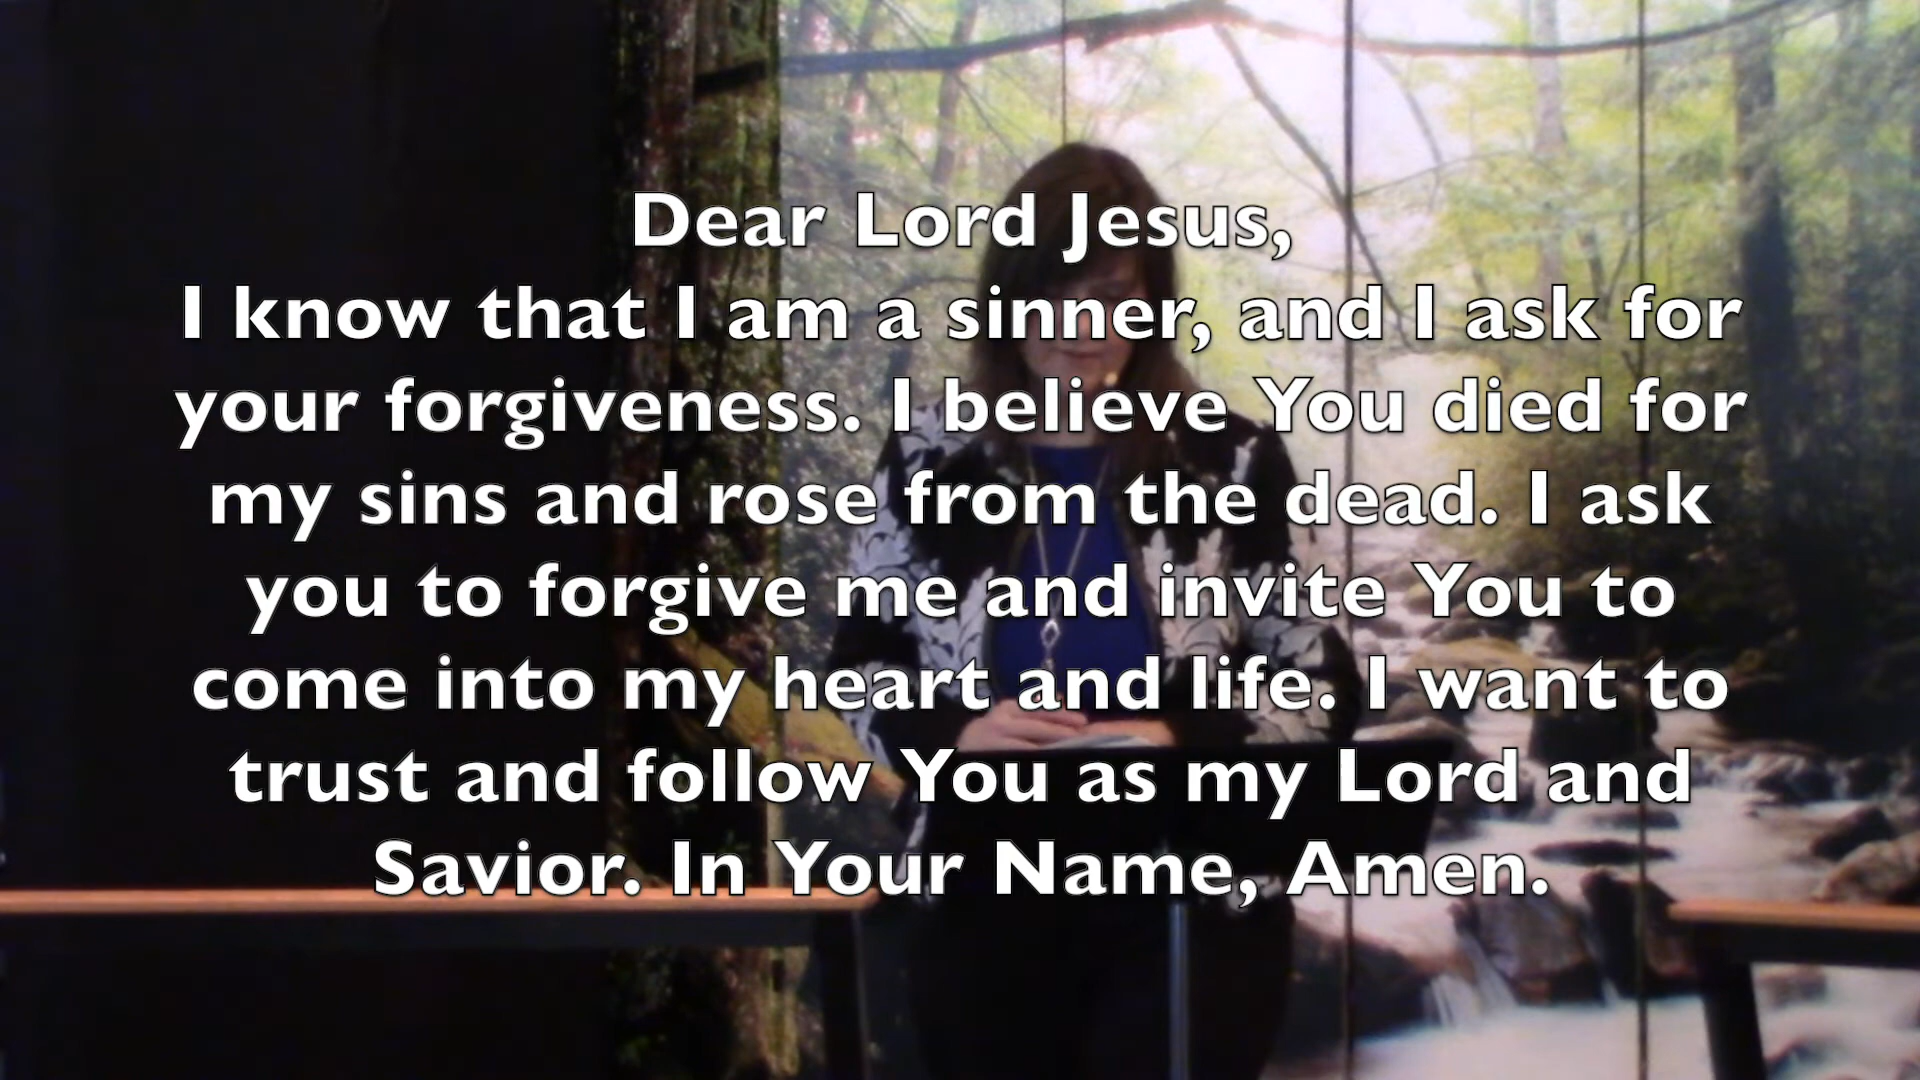 Dear Lord Jesus,
I know that I am a sinner, and I ask for
your forgiveness. I believe You died for
my sins and rose from the dead. I ask
you to forgive me and invite You to
come into my heart and life. I want to
trust and follow You as my Lord and
Savior. In Your Name, Amen.